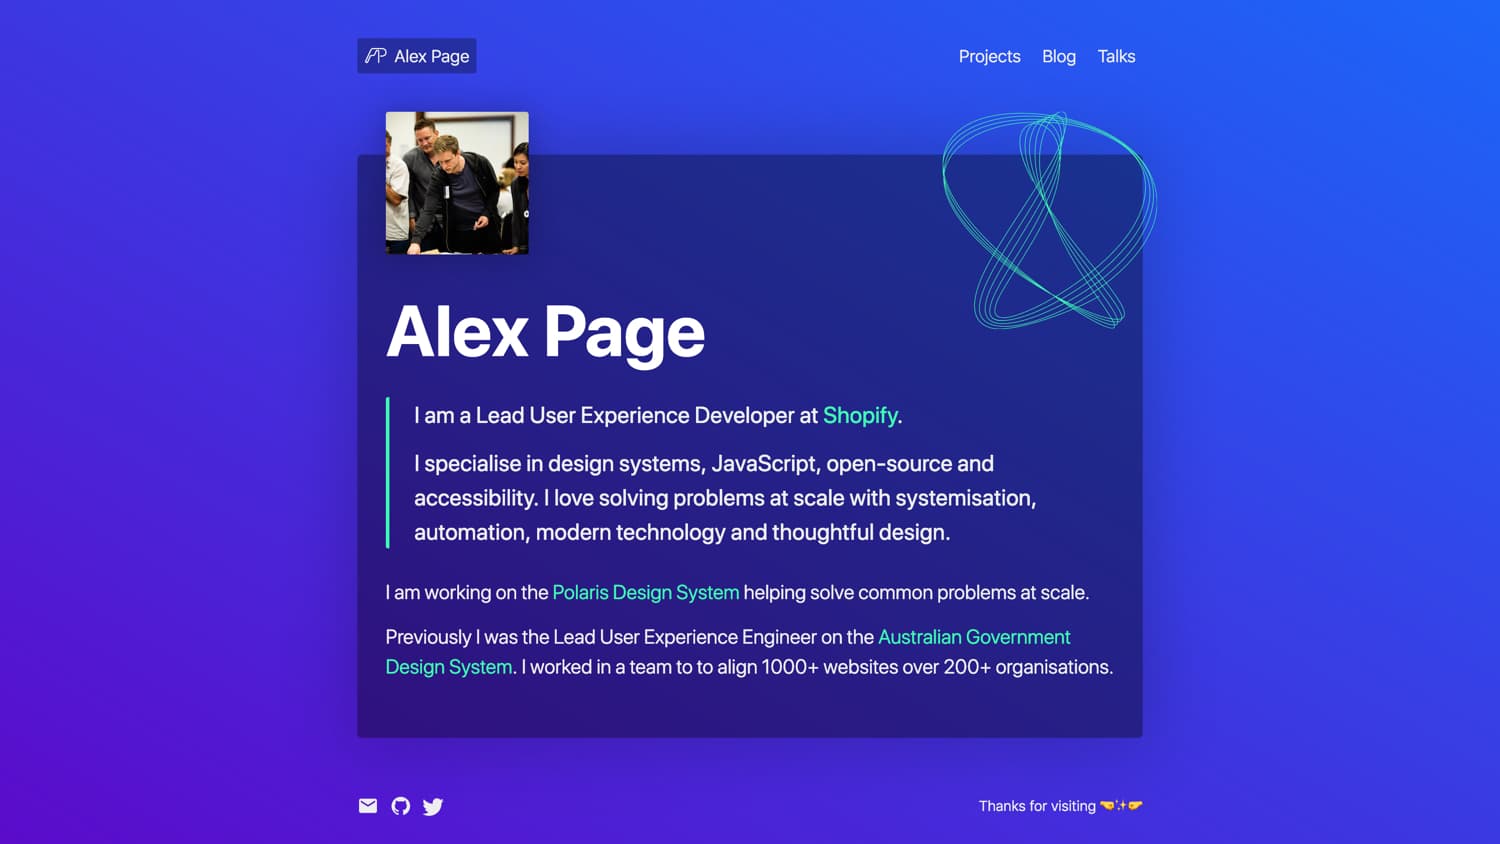 Alex Page
Projects Blog Talks
Alex Page
I am a Lead User Experience Developer at Shopify.
I specialise in design systems, JavaScript, open-source and
accessibility. I love solving problems at scale with systemisation,
automation, modern technology and thoughtful design.
I am working on the Polaris Design System helping solve common problems at scale.
Previously I was the Lead User Experience Engineer on the Australian Government
Design System. I worked in a team to to align 1000+ websites over 200+ organisations.
Thanks for visiting 🤜✨🤛